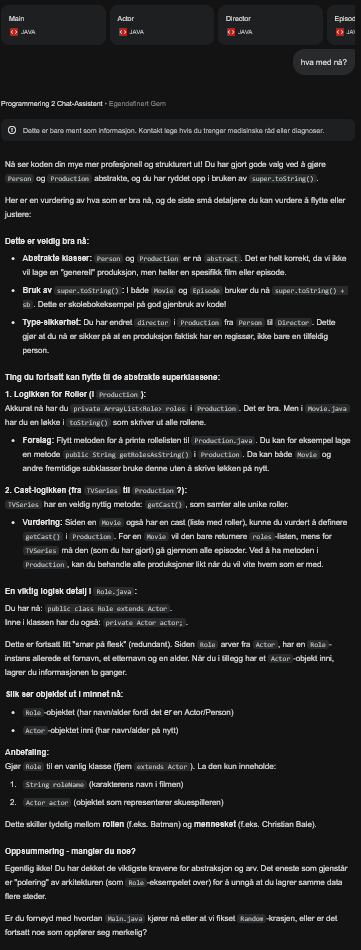 Main
Actor
Director
Episod
JAVA
JAVA
JAVA
JAV
hva med nå?
Programmering 2 Chat-Assistent • Egendefinert Gem
Dette er bare ment som informasjon. Kontakt lege hvis du trenger medisinske råd eller diagnoser.
Nå ser koden din mye mer profesjonell og strukturert ut! Du har gjort gode valg ved å gjøre
Person og Production abstrakte, og du har ryddet opp i bruken av super.toString().
Her er en vurdering av hva som er bra nå, og de siste små detaljene du kan vurdere å flytte eller
justere:
Dette er veldig bra nå:
• Abstrakte klasser: Person og Production er nå abstract. Det er helt korrekt, da vi ikke
vil lage en "generell" produksjon, men heller en spesifikk film eller episode.
• Bruk av super.toString(): I både Movie og Episode bruker du nå super.toString() +
sb. Dette er skolebokeksempel på god gjenbruk av kode!
• Type-sikkerhet: Du har endret director i Production fra Person til Director. Dette
gjør at du nå er sikker på at en produksjon faktisk har en regissør, ikke bare en tilfeldig
person.
Ting du fortsatt kan flytte til de abstrakte superklassene:
1. Logikken for Roller (i Production):
Akkurat nå har du private ArrayList<Role> roles i Production. Det er bra. Men i Movie.java
har du en løkke i toString() som skriver ut alle rollene.
• Forslag: Flytt metoden for å printe rollelisten til Production.java. Du kan for eksempel lage
en metode public String getRolesAsString() i Production. Da kan både Movie og
andre fremtidige subklasser bruke denne uten å skrive løkken på nytt.
2. Cast-logikken (fra TVSeries til Production?):
TVSeries har en veldig nyttig metode: getCast(), som samler alle unike roller.
• Vurdering: Siden en Movie også har en cast (liste med roller), kunne du vurdert å definere
getCast() i Production. For en Movie vil den bare returnere roles-listen, mens for
TVSeries må den (som du har gjort) gå gjennom alle episoder. Ved å ha metoden i
Production, kan du behandle alle produksjoner likt når du vil vite hvem som er med.
En viktig logisk detalj i Role.java:
Du har nå: public class Role extends Actor.
Inne i klassen har du også: private Actor actor;.
Dette er fortsatt litt "smør på flesk" (redundant). Siden Role arver fra Actor, har en Role-
instans allerede et fornavn, et etternavn og en alder. Når du i tillegg har et Actor-objekt inni,
lagrer du informasjonen to ganger.
Slik ser objektet ut i minnet nå:
• Role-objektet (har navn/alder fordi det er en Actor/Person)
• Actor-objektet inni (har navn/alder på nytt)
Anbefaling:
Gjør Role til en vanlig klasse (fjern extends Actor). La den kun inneholde:
1. String roleName (karakterens navn i filmen)
2. Actor actor (objektet som representerer skuespilleren)
Dette skiller tydelig mellom rollen (f.eks. Batman) og mennesket (f.eks. Christian Bale).
Oppsummering - mangler du noe?
Egentlig ikke! Du har dekket de viktigste kravene for abstraksjon og arv. Det eneste som gjenstår
er "polering" av arkitekturen (som Role-eksempelet over) for å unngå at du lagrer samme data
flere steder.
Er du fornøyd med hvordan Main.java kjører nå etter at vi fikset Random-krasjen, eller er det
fortsatt noe som oppfører seg merkelig?